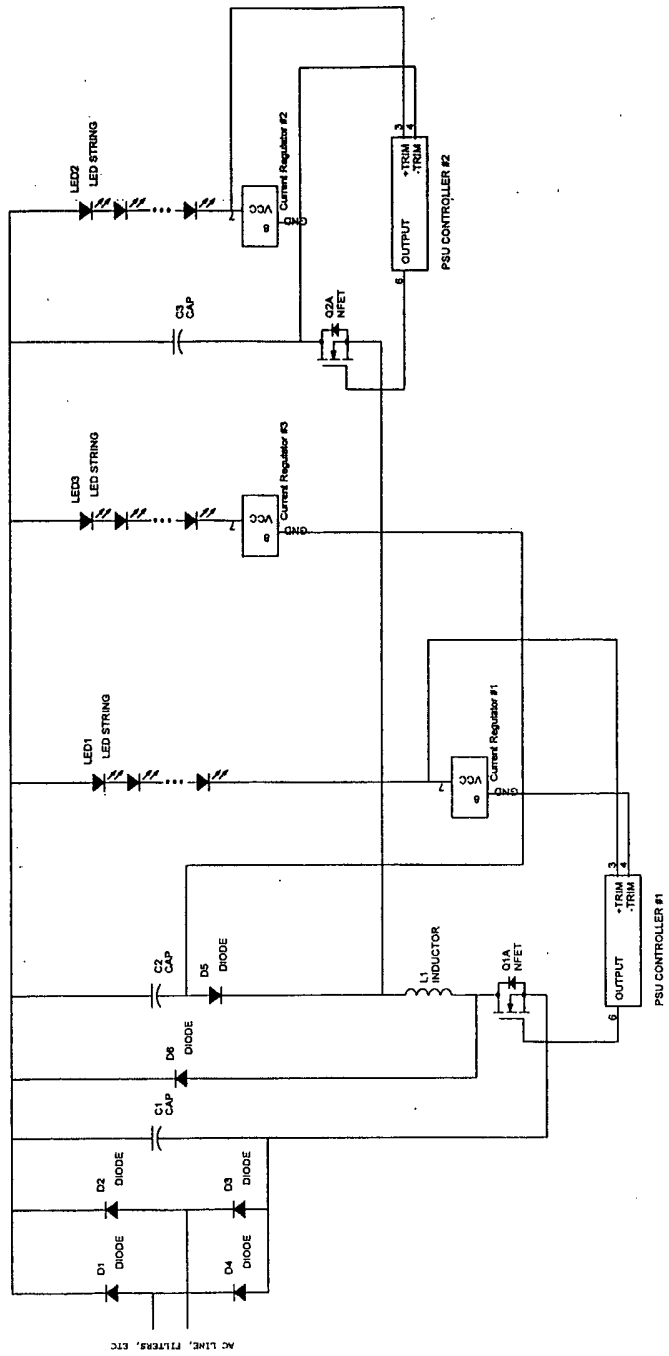 AC LINE, FILTERS, ETC
D1
DIODE
D2
DIODE
D4
DIODE
D3
DIODE
C1
CAP
D6
DIODE
C2
CAP
D5
DIODE
L1
INDUCTOR
Q1A
NFET
6
OUTPUT
+TRIM
-TRIM
3
4
PSU CONTROLLER #1
LED1
LED STRING
7
VCC
8
GND
Current Regulator #1
LED3
LED STRING
7
VCC
8
GND
Current Regulator #3
C3
CAP
Q2A
NFET
LED2
LED STRING
7
VCC
8
GND
Current Regulator #2
6
OUTPUT
+TRIM
-TRIM
3
4
PSU CONTROLLER #2